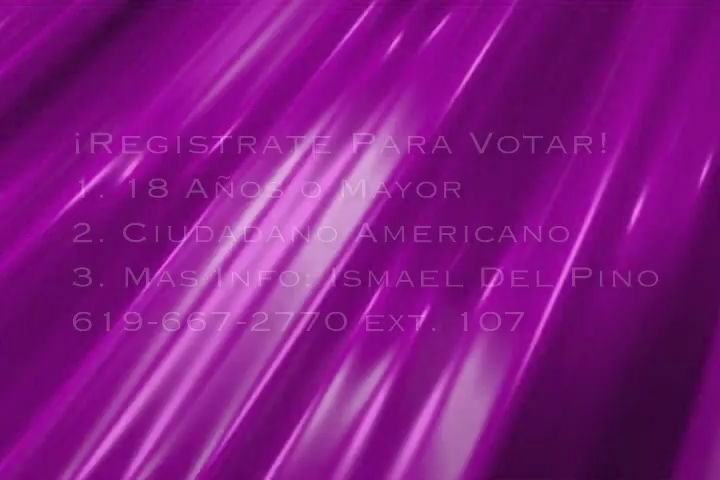 ¡Registrate Para Votar!
1. 18 Años o Mayor
2. Ciudadano Americano
3. Mas Info: Ismael Del Pino
619-667-2770 ext. 107